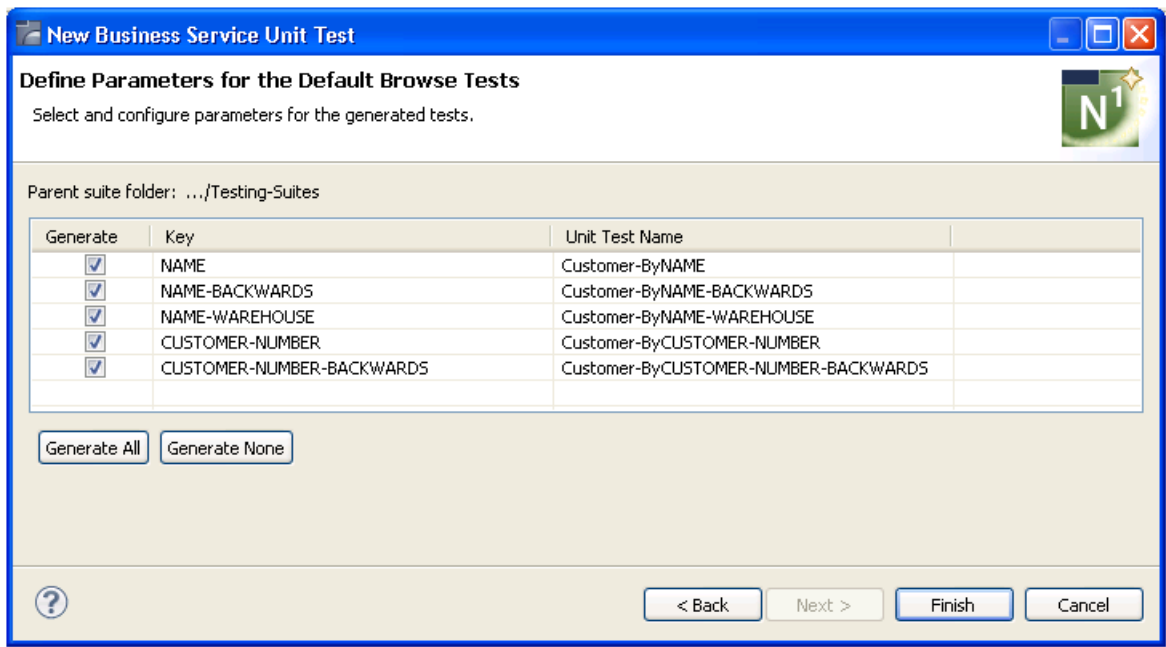 New Business Service Unit Test
Define Parameters for the Default Browse Tests
Select and configure parameters for the generated tests.
N1
Parent suite folder: .../Testing-Suites
Generate Key Unit Test Name
NAME Customer-ByNAME
NAME-BACKWARDS Customer-ByNAME-BACKWARDS
NAME-WAREHOUSE Customer-ByNAME-WAREHOUSE
CUSTOMER-NUMBER Customer-ByCUSTOMER-NUMBER
CUSTOMER-NUMBER-BACKWARDS Customer-ByCUSTOMER-NUMBER-BACKWARDS
Generate All Generate None
? < Back Next > Finish Cancel